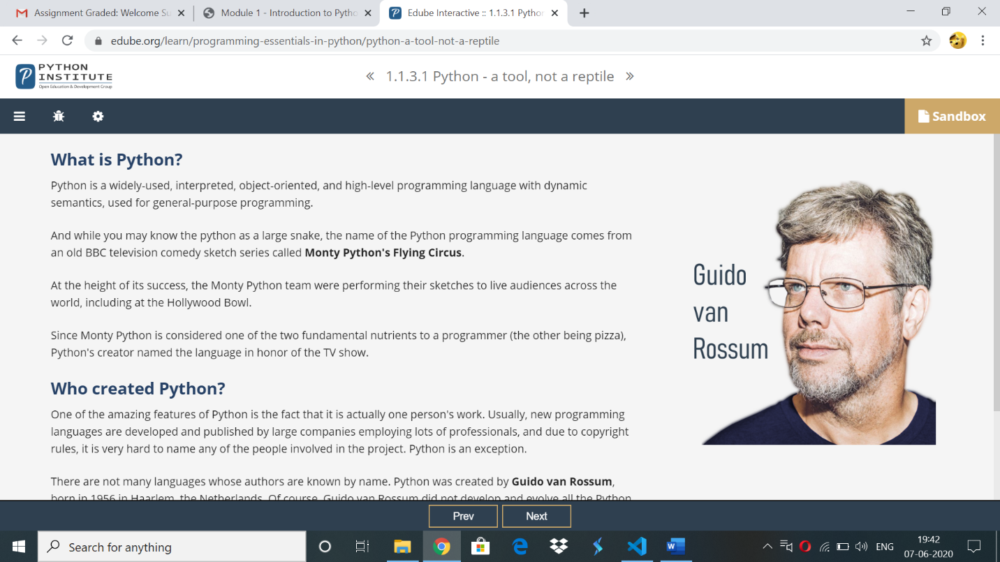 Assignment Graded: Welcome Su
Module 1 - Introduction to Pytho
Edube Interactive :: 1.1.3.1 Python
edube.org/learn/programming-essentials-in-python/python-a-tool-not-a-reptile
PYTHON
INSTITUTE
Open Education & Development Group
« 1.1.3.1 Python - a tool, not a reptile »
Sandbox
What is Python?
Python is a widely-used, interpreted, object-oriented, and high-level programming language with dynamic
semantics, used for general-purpose programming.
And while you may know the python as a large snake, the name of the Python programming language comes from
an old BBC television comedy sketch series called Monty Python's Flying Circus.
At the height of its success, the Monty Python team were performing their sketches to live audiences across the
world, including at the Hollywood Bowl.
Since Monty Python is considered one of the two fundamental nutrients to a programmer (the other being pizza),
Python's creator named the language in honor of the TV show.
Guido
van
Rossum
Who created Python?
One of the amazing features of Python is the fact that it is actually one person's work. Usually, new programming
languages are developed and published by large companies employing lots of professionals, and due to copyright
rules, it is very hard to name any of the people involved in the project. Python is an exception.
There are not many languages whose authors are known by name. Python was created by Guido van Rossum,
born in 1956 in Haarlem, the Netherlands. Of course, Guido van Rossum did not develop and evolve all the Python
Prev
Next
Search for anything
ENG
19:42
07-06-2020